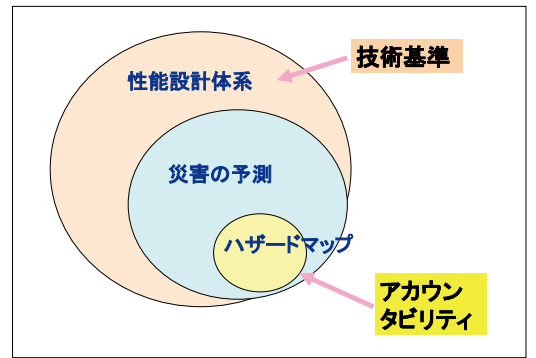 技術基準
性能設計体系
災害の予測
ハザードマップ
アカウン
タビリティ